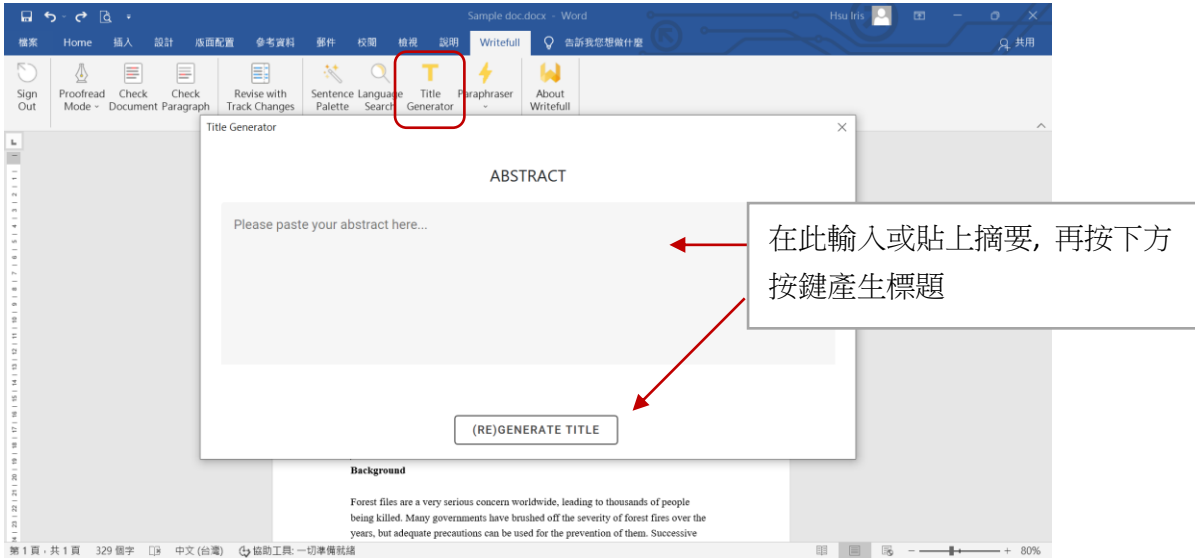 Sample doc.docx - Word
Hsu Iris
檔案 Home 插入 設計 版面配置 參考資料 郵件 校閱 檢視 說明 Writefull 告訴我您想做什麼 共用
Sign Out
Proofread Mode
Check Document
Check Paragraph
Revise with Track Changes
Sentence Palette
Language Search
Title Generator
Paraphraser
About Writefull
Title Generator
ABSTRACT
Please paste your abstract here...
在此輸入或貼上摘要, 再按下方
按鍵產生標題
(RE)GENERATE TITLE
Background
Forest files are a very serious concern worldwide, leading to thousands of people
being killed. Many governments have brushed off the severity of forest fires over the
years, but adequate precautions can be used for the prevention of them. Successive
第 1 頁，共 1 頁 329 個字 中文 (台灣) 協助工具: 一切準備就緒 80%